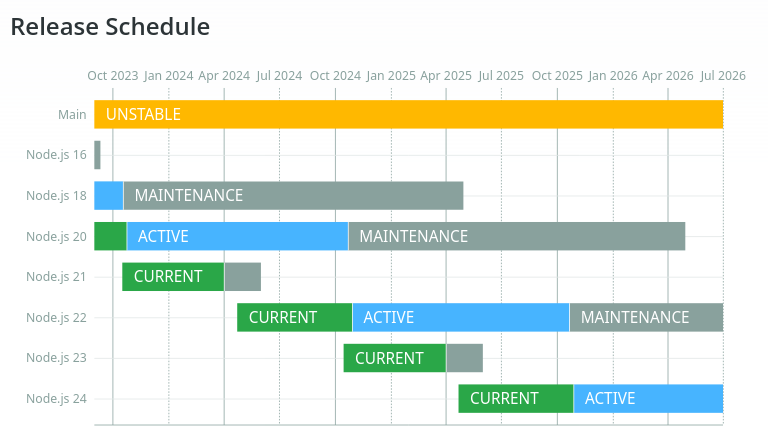 Release Schedule
Oct 2023 Jan 2024 Apr 2024 Jul 2024 Oct 2024 Jan 2025 Apr 2025 Jul 2025 Oct 2025 Jan 2026 Apr 2026 Jul 2026
Main UNSTABLE
Node.js 16
Node.js 18 MAINTENANCE
Node.js 20 ACTIVE MAINTENANCE
Node.js 21 CURRENT
Node.js 22 CURRENT ACTIVE MAINTENANCE
Node.js 23 CURRENT
Node.js 24 CURRENT ACTIVE